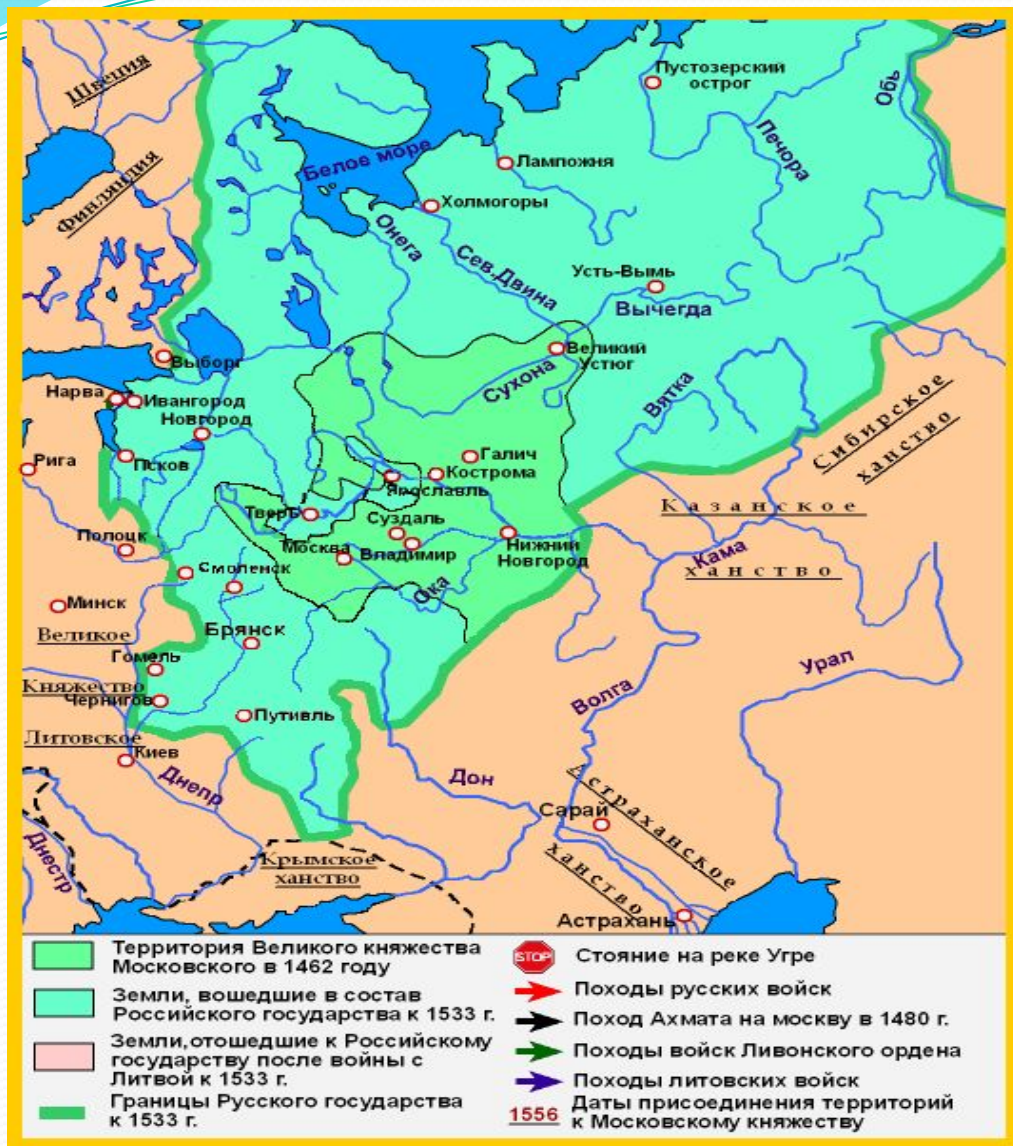 Швеция
Финляндия
Белое море
Пустозерский
острог
Обь
Печора
Лампожня
Холмогоры
Онега
Сев.Двина
Усть-Вымь
Вычегда
Выборг
Великий
Устюг
Сухона
Вятка
Нарва
Ивангород
Новгород
Сибирское
ханство
Рига
Псков
Галич
Кострома
Ярославль
Казанское
ханство
Тверь
Суздаль
Полоцк
Москва
Владимир
Нижний
Новгород
Кама
Смоленск
Ока
Минск
Великое
Княжество
Литовское
Брянск
Гомель
Чернигов
Путивль
Волга
Урал
Киев
Днепр
Дон
Сарай
Астраханское
ханство
Днестр
Крымское
ханство
Астрахань
Территория Великого княжества
Московского в 1462 году
Земли, вошедшие в состав
Российского государства к 1533 г.
Земли,отошедшие к Российскому
государству после войны с
Литвой к 1533 г.
Границы Русского государства
к 1533 г.
STOP Стояние на реке Угре
Походы русских войск
Поход Ахмата на москву в 1480 г.
Походы войск Ливонского ордена
Походы литовских войск
1556 Даты присоединения территорий
к Московскому княжеству